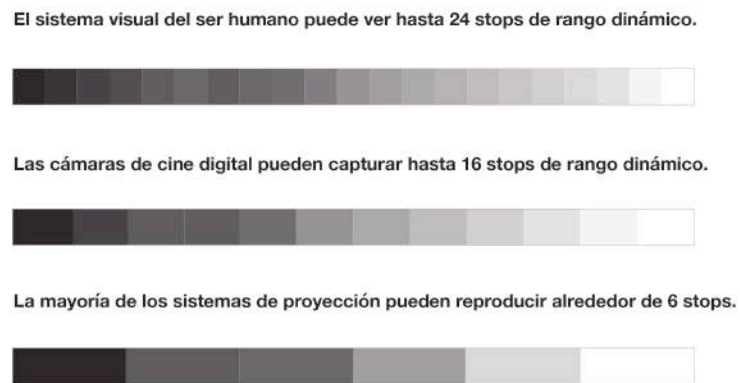 El sistema visual del ser humano puede ver hasta 24 stops de rango dinámico.
Las cámaras de cine digital pueden capturar hasta 16 stops de rango dinámico.
La mayoría de los sistemas de proyección pueden reproducir alrededor de 6 stops.